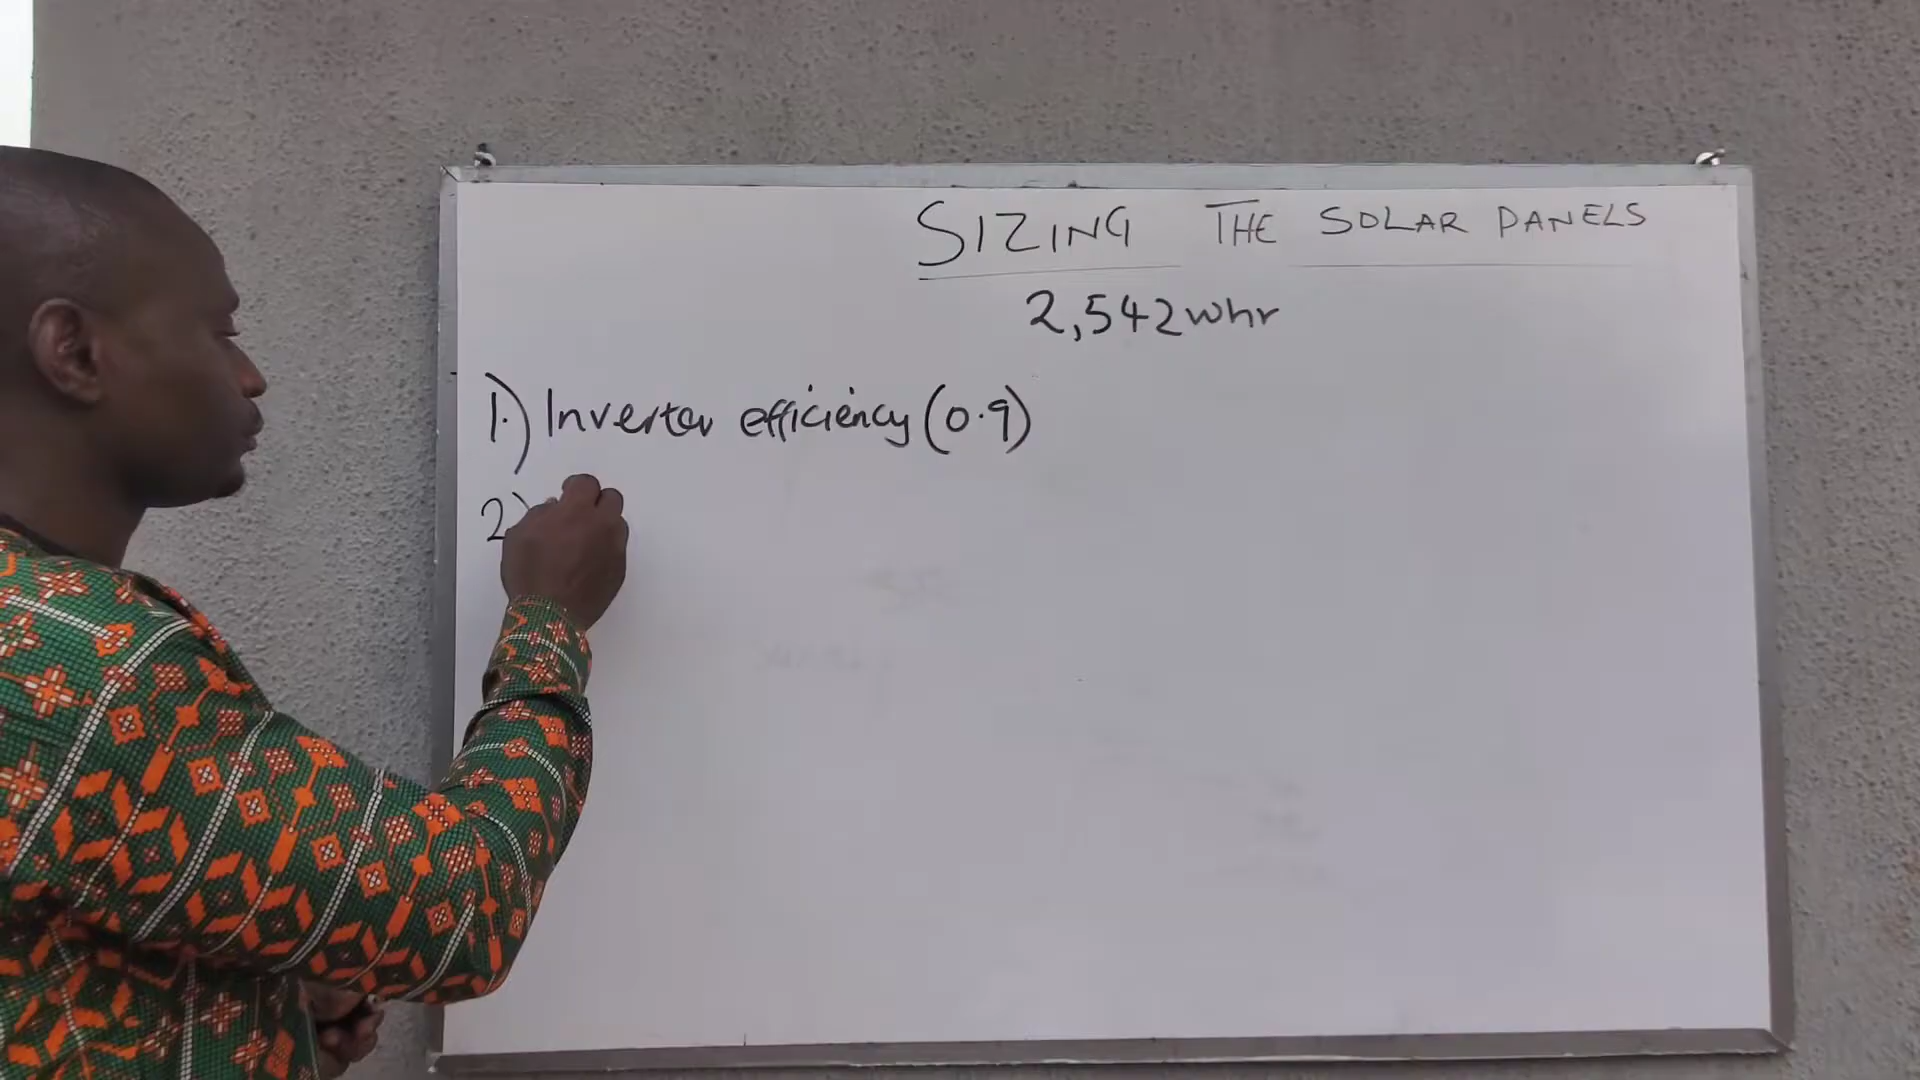 SIZING THE SOLAR PANELS
2,542whr
1.) Inverter efficiency (0.9)
2)